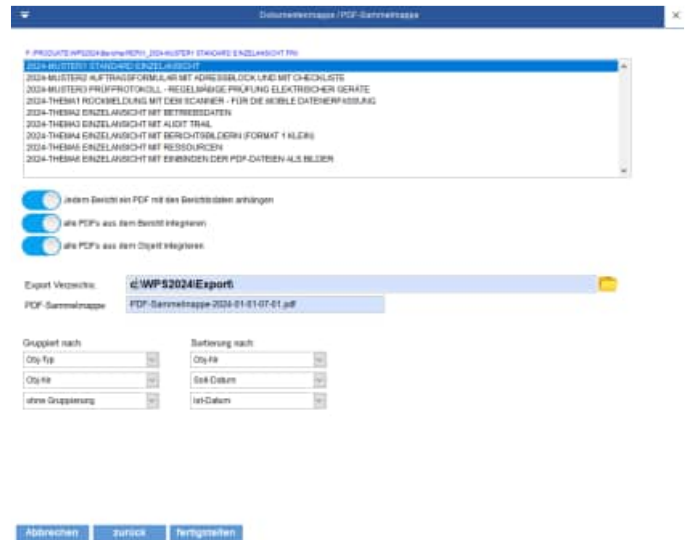 Dokumentenmappe / PDF-Sammelmappe
2024-MUSTER1 STANDARD EINZELANSICHT
2024-MUSTER2 AUFTRAGSFORMULAR MIT ADRESSBLOCK UND MIT CHECKLISTE
2024-MUSTER3 PRÜFPROTOKOLL - REGELMÄßIGE PRÜFUNG ELEKTRISCHER GERÄTE
2024-THEMA1 RÜCKMELDUNG MIT DEM SCANNER - FÜR DIE MOBILE DATENERFASSUNG
2024-THEMA2 EINZELANSICHT MIT BETRIEBSDATEN
2024-THEMA3 EINZELANSICHT MIT AUDIT TRAIL
2024-THEMA4 EINZELANSICHT MIT BERICHTSBILDERN (FORMAT 1 KLEIN)
2024-THEMA5 EINZELANSICHT MIT RESSOURCEN
2024-THEMA6 EINZELANSICHT MIT EINBINDEN DER PDF-DATEIEN ALS BILDER
Jedem Bericht ein PDF mit den Berichtsdaten anhängen
alle PDFs aus dem Bericht integrieren
alle PDFs aus dem Objekt integrieren
Export Verzeichnis: c:\WPS2024\Export\
PDF-Sammelmappe PDF-Sammelmappe-2024-01-01-07-01.pdf
Gruppiert nach Sortierung nach
Obj-Typ Obj-Nr
Obj-Nr Soll-Datum
ohne Gruppierung Ist-Datum
Abbrechen zurück fertigstellen